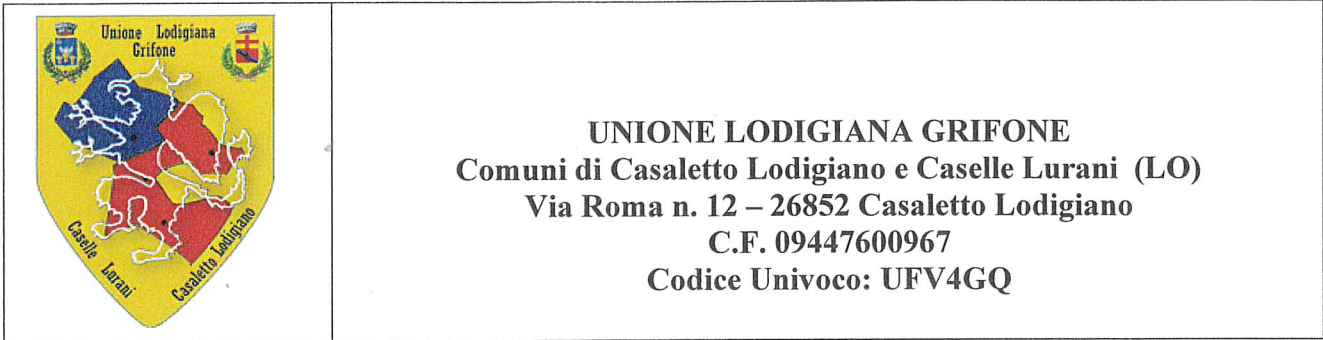 Unione Lodigiana
Grifone
Caselle Lurani
Casaletto Lodigiano
UNIONE LODIGIANA GRIFONE
Comuni di Casaletto Lodigiano e Caselle Lurani (LO)
Via Roma n. 12 – 26852 Casaletto Lodigiano
C.F. 09447600967
Codice Univoco: UFV4GQ